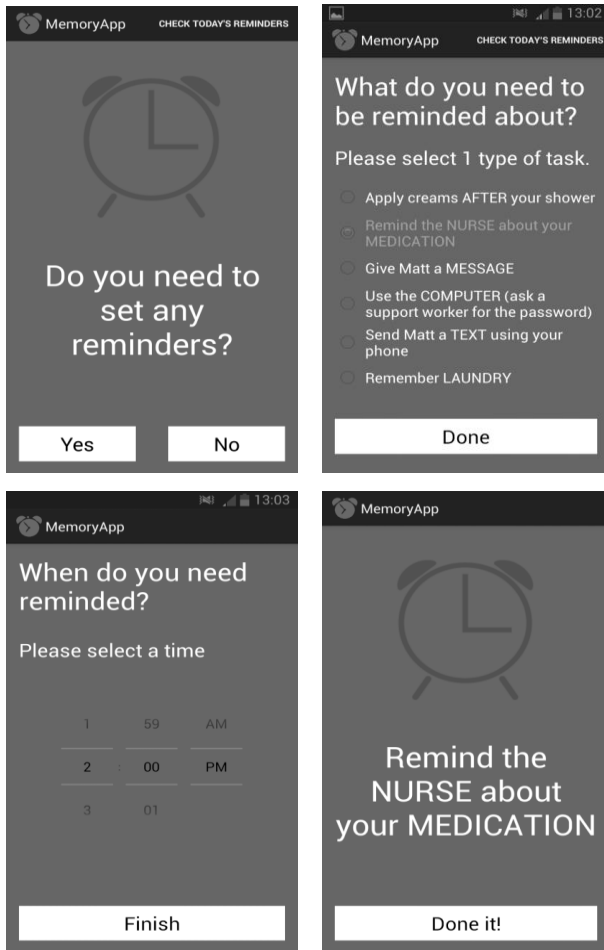 MemoryApp CHECK TODAY'S REMINDERS
Do you need to
set any
reminders?
Yes No
13:02
MemoryApp CHECK TODAY'S REMINDERS
What do you need to
be reminded about?
Please select 1 type of task.
Apply creams AFTER your shower
Remind the NURSE about your
MEDICATION
Give Matt a MESSAGE
Use the COMPUTER (ask a
support worker for the password)
Send Matt a TEXT using your
phone
Remember LAUNDRY
Done
13:03
MemoryApp
When do you need
reminded?
Please select a time
1 59 AM
2 : 00 PM
3 01
Finish
MemoryApp
Remind the
NURSE about
your MEDICATION
Done it!